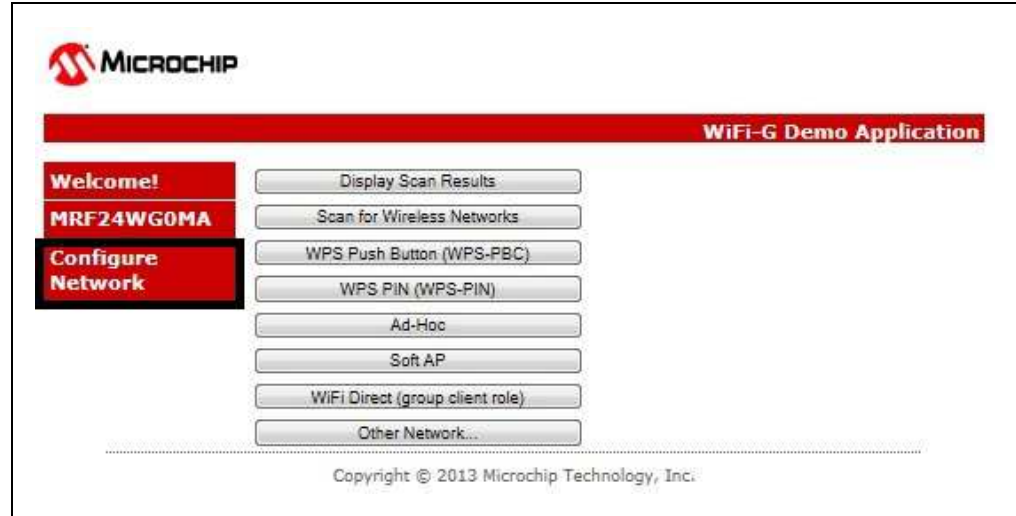 MICROCHIP
WiFi-G Demo Application
Welcome!
MRF24WG0MA
Configure
Network
Display Scan Results
Scan for Wireless Networks
WPS Push Button (WPS-PBC)
WPS PIN (WPS-PIN)
Ad-Hoc
Soft AP
WiFi Direct (group client role)
Other Network...
Copyright © 2013 Microchip Technology, Inc.